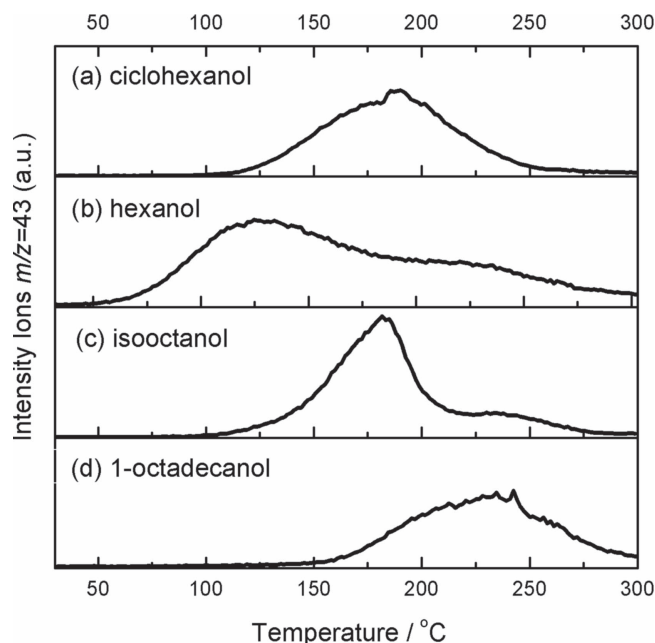 50 100 150 200 250 300
(a) ciclohexanol
(b) hexanol
(c) isooctanol
(d) 1-octadecanol
Intensity Ions m/z=43 (a.u.)
50 100 150 200 250 300
Temperature / °C